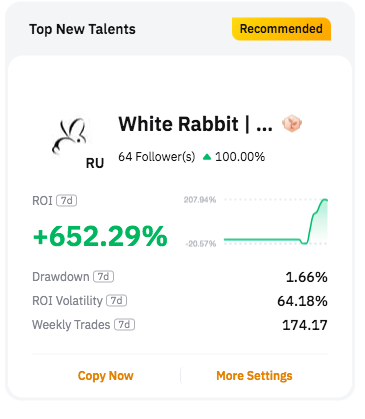 Top New Talents Recommended
White Rabbit | ...
RU
64 Follower(s) ▲ 100.00%
ROI 7d 207.94%
+652.29% -20.57%
Drawdown 7d 1.66%
ROI Volatility 7d 64.18%
Weekly Trades 7d 174.17
Copy Now More Settings